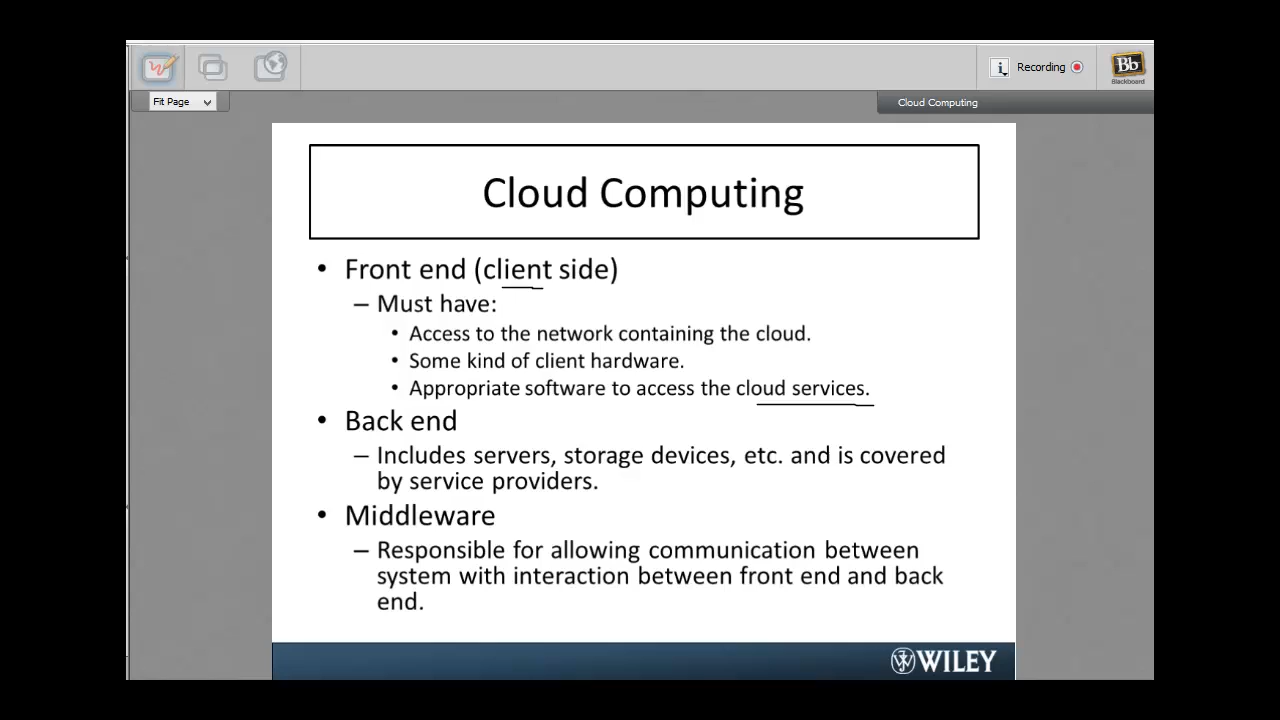 Recording
Bb
Blackboard
Fit Page
Cloud Computing
Cloud Computing
• Front end (client side)
– Must have:
• Access to the network containing the cloud.
• Some kind of client hardware.
• Appropriate software to access the cloud services.
• Back end
– Includes servers, storage devices, etc. and is covered
by service providers.
• Middleware
– Responsible for allowing communication between
system with interaction between front end and back
end.
WILEY